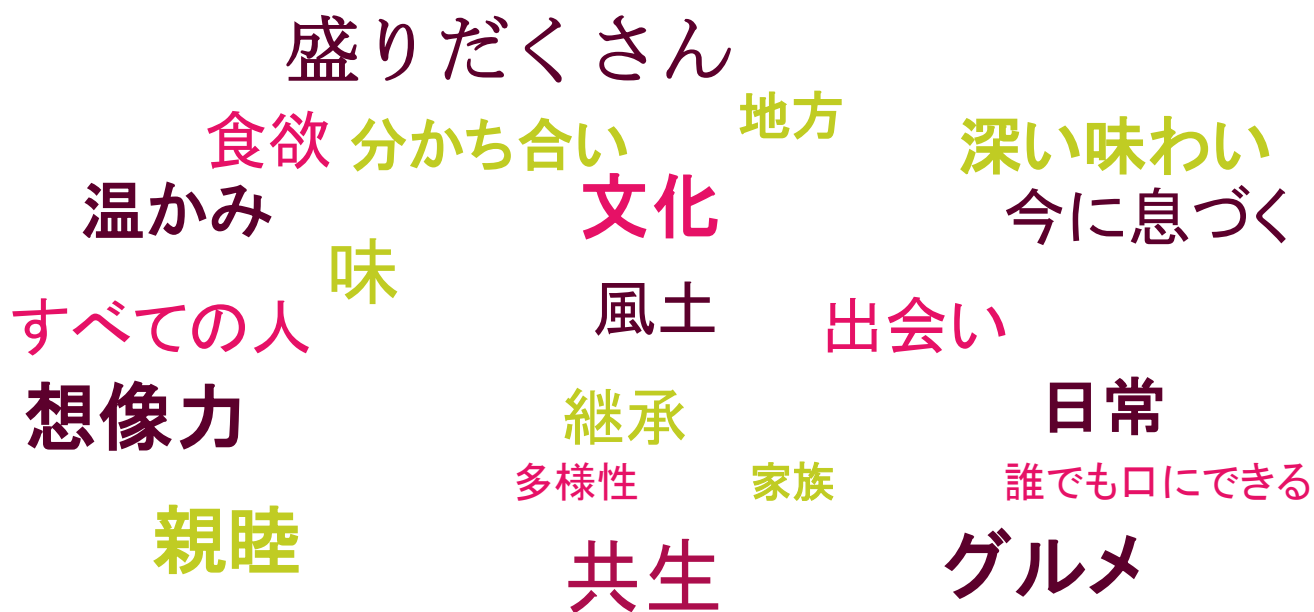 盛りだくさん
地方
食欲
分かち合い
深い味わい
温かみ
文化
今に息づく
味
風土
すべての人
出会い
想像力
継承
日常
多様性
家族
誰でも口にできる
親睦
共生
グルメ